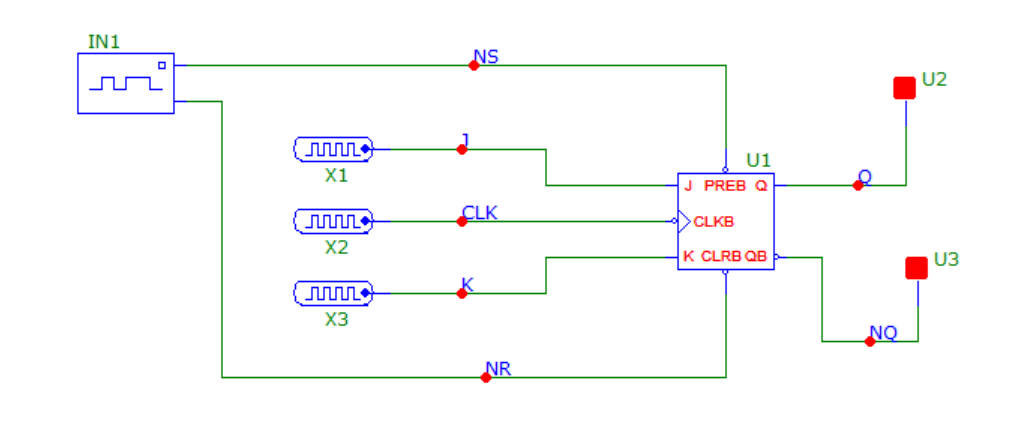 IN1
NS
U2
J
X1
U1
J PREB Q
Q
CLK
X2
CLKB
K CLRB QB
U3
K
X3
NQ
NR